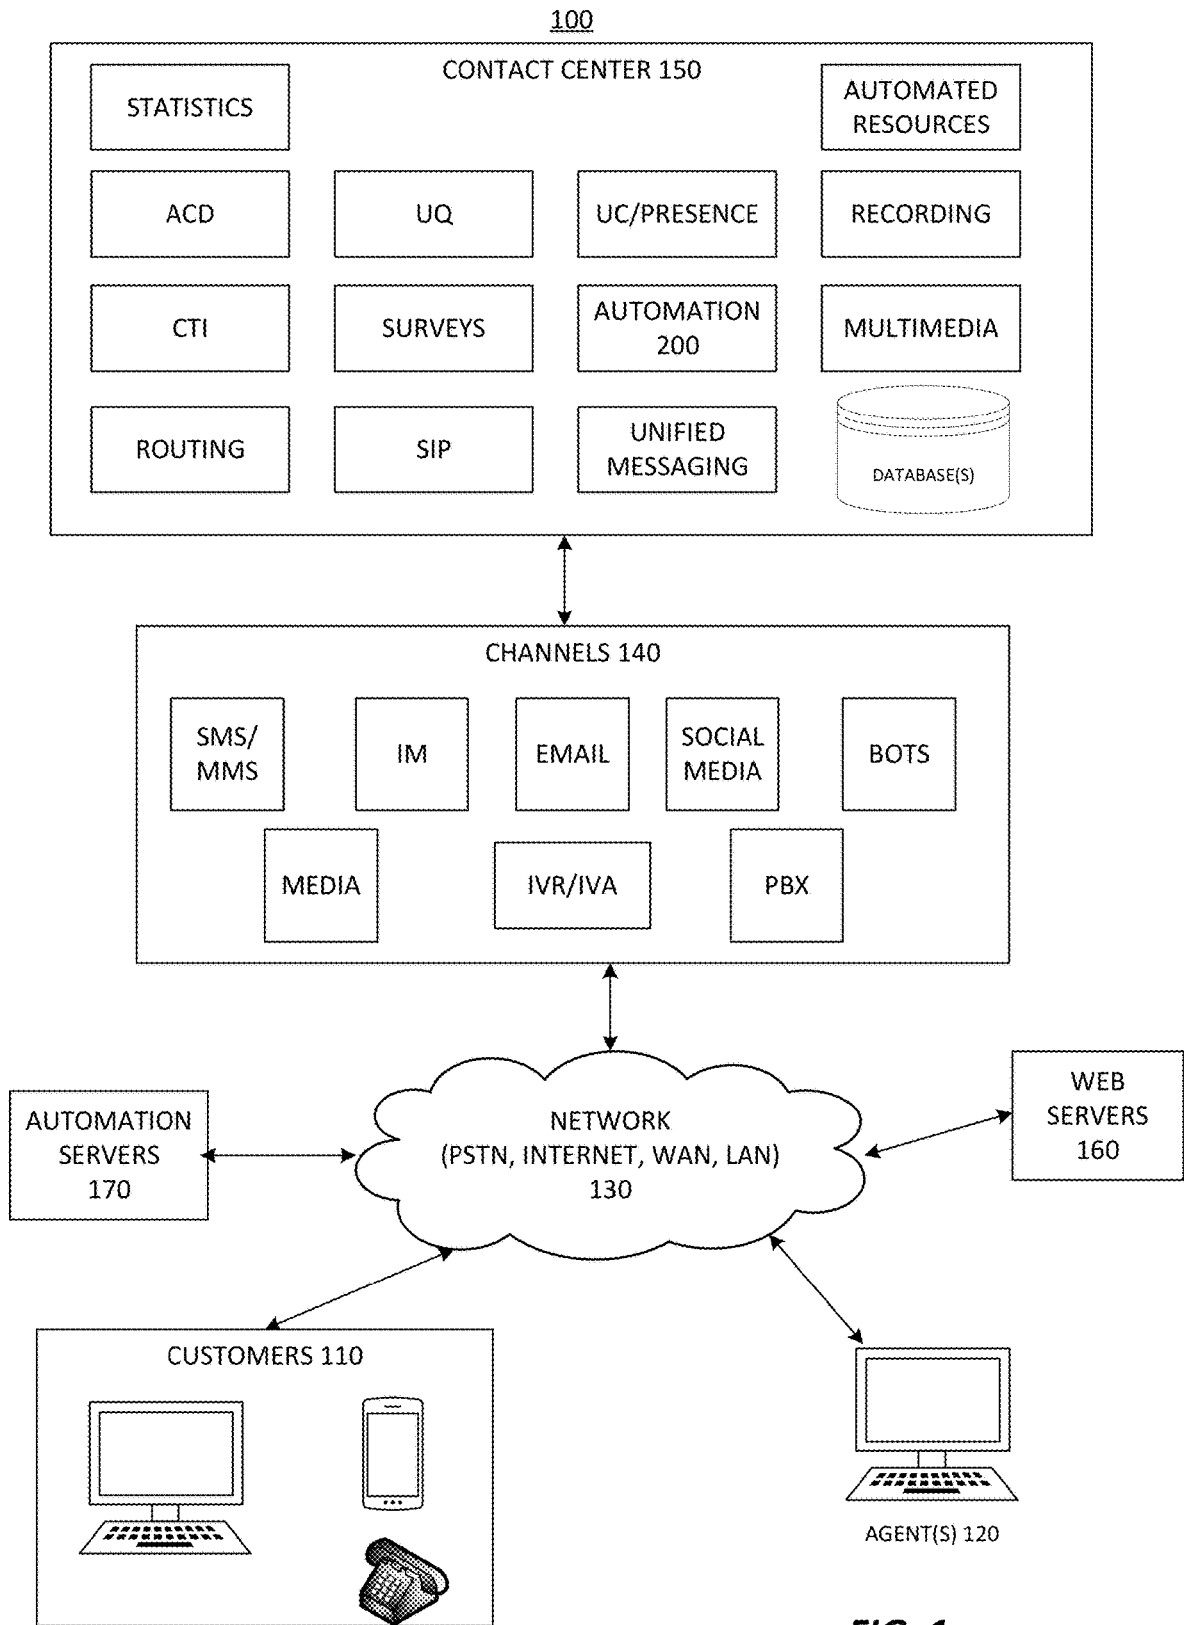 100
CONTACT CENTER 150
STATISTICS
AUTOMATED
RESOURCES
ACD
UQ
UC/PRESENCE
RECORDING
CTI
SURVEYS
AUTOMATION
200
MULTIMEDIA
ROUTING
SIP
UNIFIED
MESSAGING
DATABASE(S)
CHANNELS 140
SMS/
MMS
IM
EMAIL
SOCIAL
MEDIA
BOTS
MEDIA
IVR/IVA
PBX
AUTOMATION
SERVERS
170
NETWORK
(PSTN, INTERNET, WAN, LAN)
130
WEB
SERVERS
160
CUSTOMERS 110
AGENT(S) 120